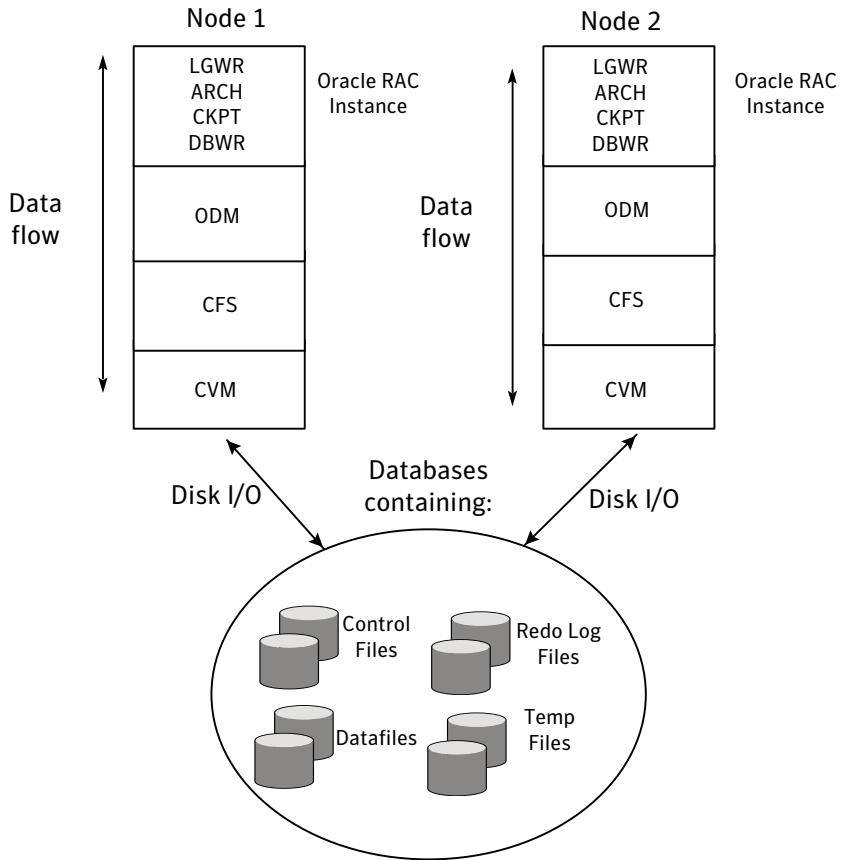 Node 1
LGWR
ARCH
CKPT
DBWR
Oracle RAC
Instance
Data
flow
ODM
CFS
CVM
Node 2
LGWR
ARCH
CKPT
DBWR
Oracle RAC
Instance
Data
flow
ODM
CFS
CVM
Disk I/O
Databases
containing:
Disk I/O
Control
Files
Redo Log
Files
Datafiles
Temp
Files